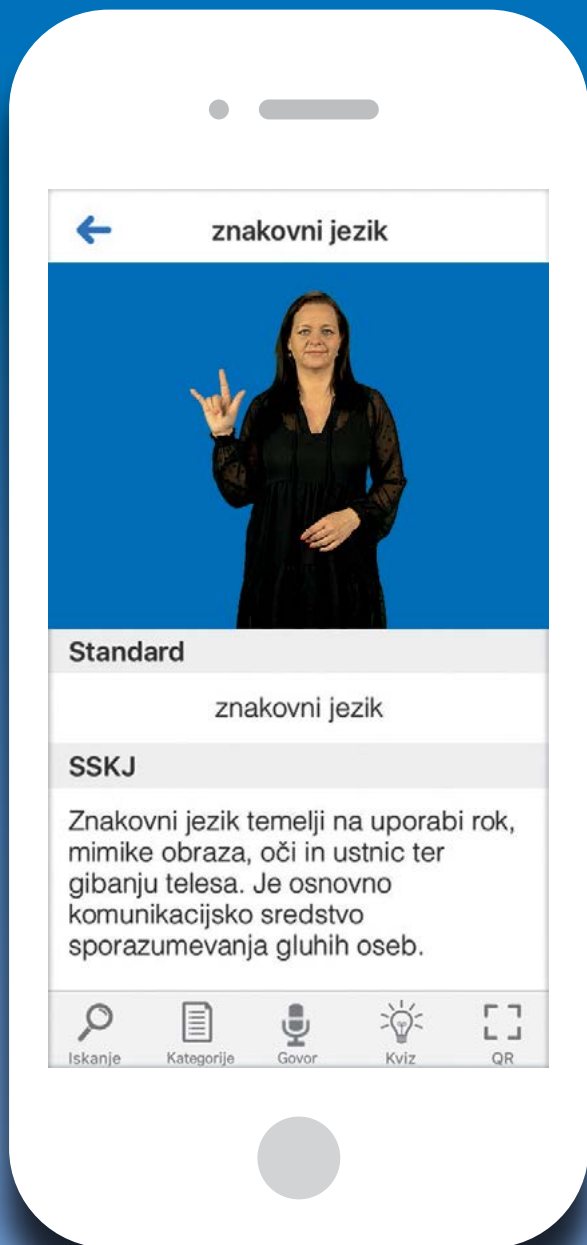 znakovni jezik
Standard
znakovni jezik
SSKJ
Znakovni jezik temelji na uporabi rok,
mimike obraza, oči in ustnic ter
gibanju telesa. Je osnovno
komunikacijsko sredstvo
sporazumevanja gluhih oseb.
Iskanje Kategorije Govor Kviz QR